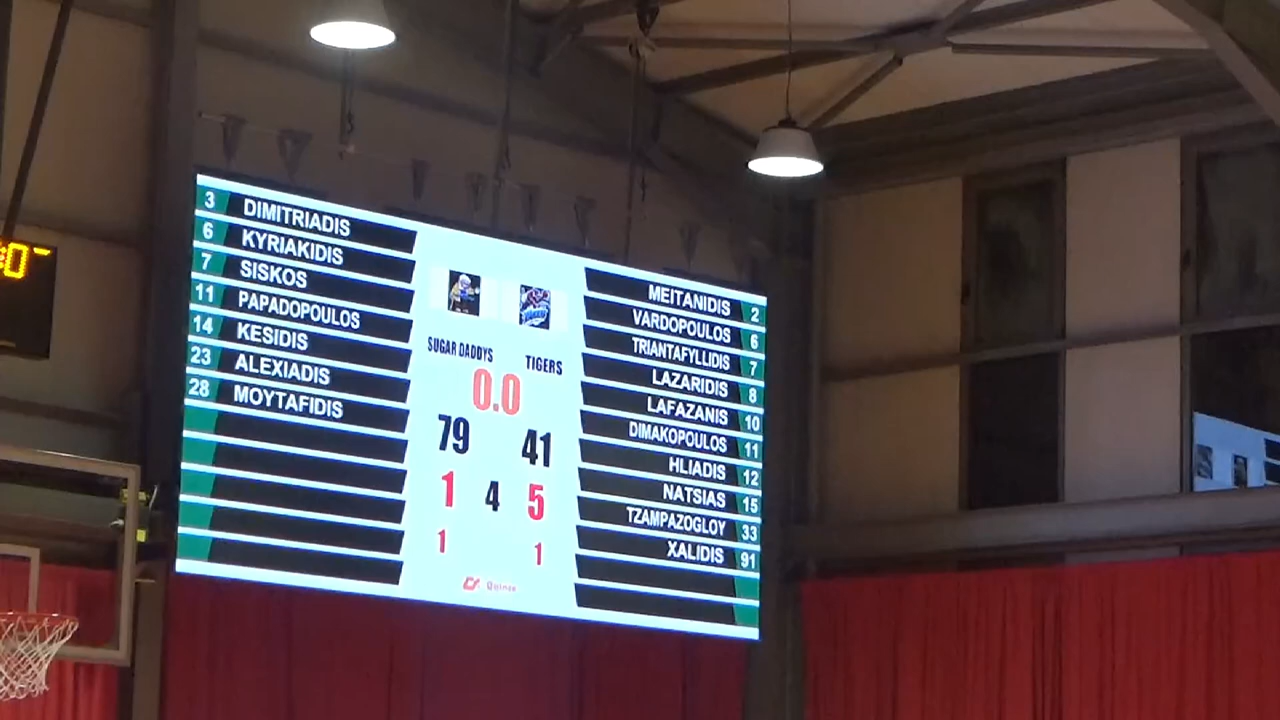 3 DIMITRIADIS
6 KYRIAKIDIS
7 SISKOS
11 PAPADOPOULOS
14 KESIDIS
23 ALEXIADIS
28 MOYTAFIDIS
SUGAR DADDYS TIGERS
0.0
79 41
1 4 5
1 1
MEITANIDIS 2
VARDOPOULOS 6
TRIANTAFYLLIDIS 7
LAZARIDIS 8
LAFAZANIS 10
DIMAKOPOULOS 11
HLIADIS 12
NATSIAS 15
TZAMPAZOGLOY 33
XALIDIS 91